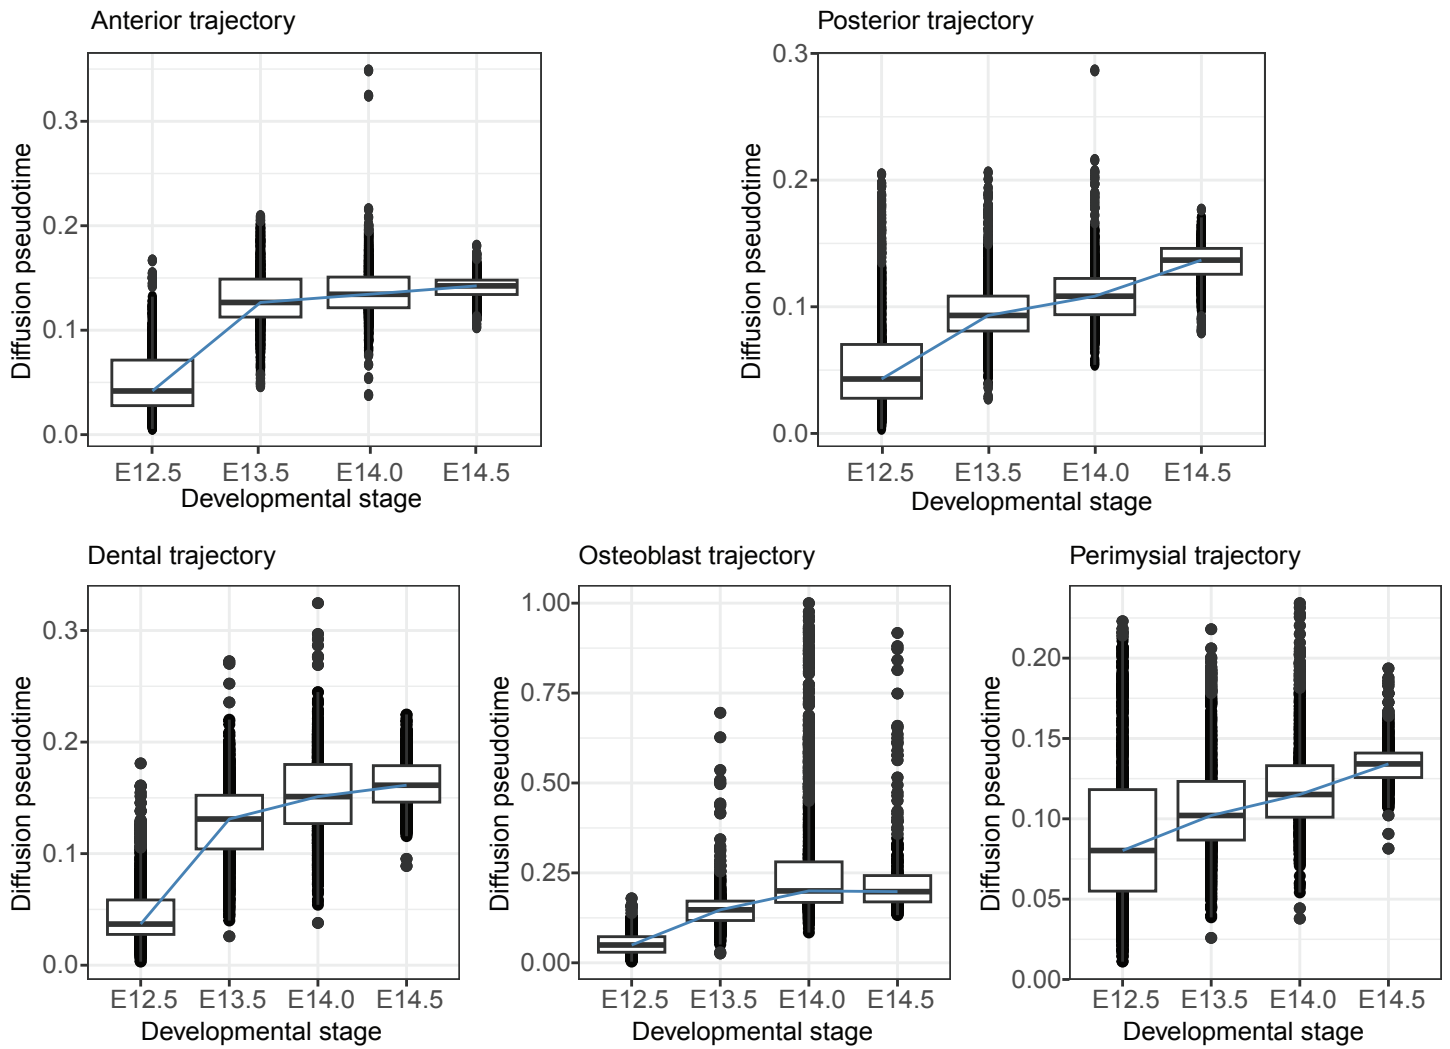 Anterior trajectory
Diffusion pseudotime
0.3
0.2
0.1
0.0
E12.5 E13.5 E14.0 E14.5
Developmental stage
Posterior trajectory
Diffusion pseudotime
0.3
0.2
0.1
0.0
E12.5 E13.5 E14.0 E14.5
Developmental stage
Dental trajectory
Diffusion pseudotime
0.3
0.2
0.1
0.0
E12.5 E13.5 E14.0 E14.5
Developmental stage
Osteoblast trajectory
Diffusion pseudotime
1.00
0.75
0.50
0.25
0.00
E12.5 E13.5 E14.0 E14.5
Developmental stage
Perimysial trajectory
Diffusion pseudotime
0.20
0.15
0.10
0.05
0.00
E12.5 E13.5 E14.0 E14.5
Developmental stage